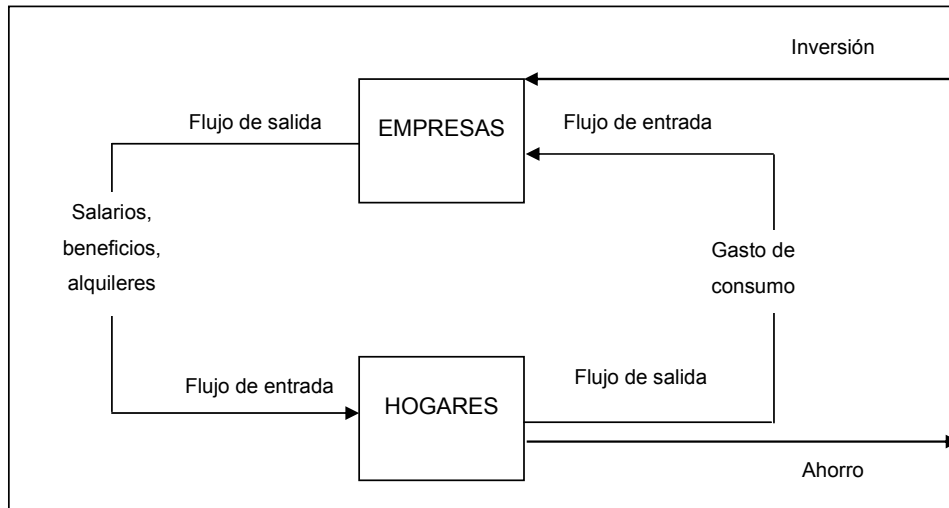 Inversión
Flujo de salida
EMPRESAS
Flujo de entrada
Salarios,
beneficios,
alquileres
Gasto de
consumo
Flujo de entrada
HOGARES
Flujo de salida
Ahorro